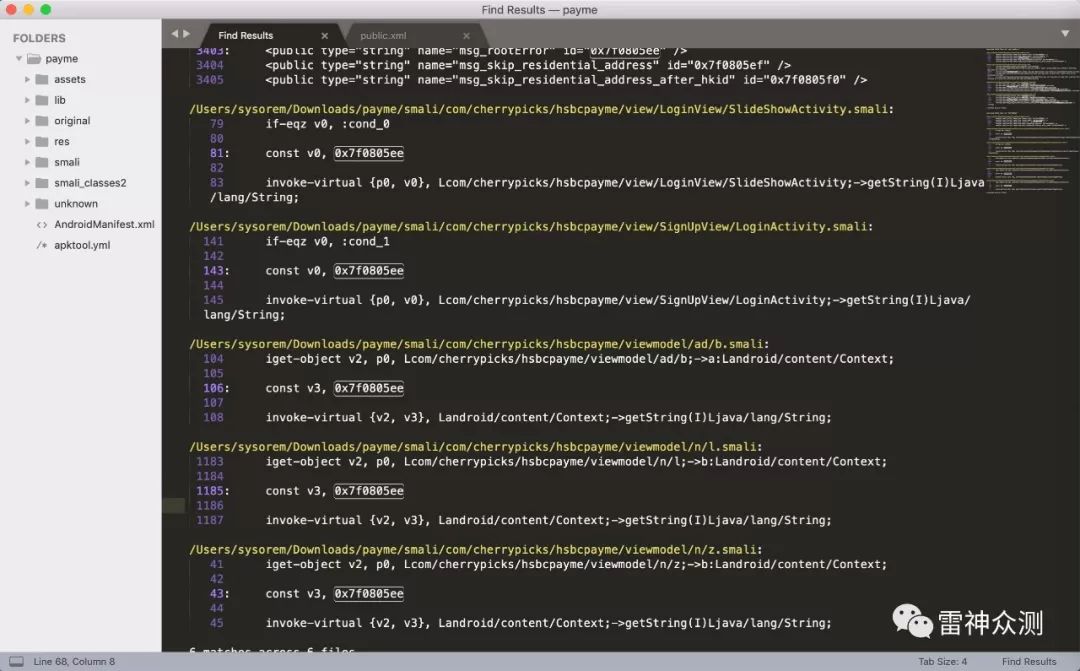 Find Results — payme
FOLDERS
payme
assets
lib
original
res
smali
smali_classes2
unknown
<> AndroidManifest.xml
/* apktool.yml
Find Results ×
public.xml ×
3403: <public type="string" name="msg_rootError" id="0x7f0805ee" />
3404 <public type="string" name="msg_skip_residential_address" id="0x7f0805ef" />
3405 <public type="string" name="msg_skip_residential_address_after_hkid" id="0x7f0805f0" />
/Users/sysorem/Downloads/payme/smali/com/cherrypicks/hsbcpayme/view/LoginView/SlideShowActivity.smali:
79 if-eqz v0, :cond_0
80
81: const v0, 0x7f0805ee
82
83 invoke-virtual {p0, v0}, Lcom/cherrypicks/hsbcpayme/view/LoginView/SlideShowActivity;->getString(I)Ljava
/lang/String;
/Users/sysorem/Downloads/payme/smali/com/cherrypicks/hsbcpayme/view/SignUpView/LoginActivity.smali:
141 if-eqz v0, :cond_1
142
143: const v0, 0x7f0805ee
144
145 invoke-virtual {p0, v0}, Lcom/cherrypicks/hsbcpayme/view/SignUpView/LoginActivity;->getString(I)Ljava/
lang/String;
/Users/sysorem/Downloads/payme/smali/com/cherrypicks/hsbcpayme/viewmodel/ad/b.smali:
104 iget-object v2, p0, Lcom/cherrypicks/hsbcpayme/viewmodel/ad/b;->a:Landroid/content/Context;
105
106: const v3, 0x7f0805ee
107
108 invoke-virtual {v2, v3}, Landroid/content/Context;->getString(I)Ljava/lang/String;
/Users/sysorem/Downloads/payme/smali/com/cherrypicks/hsbcpayme/viewmodel/n/l.smali:
1183 iget-object v2, p0, Lcom/cherrypicks/hsbcpayme/viewmodel/n/l;->b:Landroid/content/Context;
1184
1185: const v3, 0x7f0805ee
1186
1187 invoke-virtual {v2, v3}, Landroid/content/Context;->getString(I)Ljava/lang/String;
/Users/sysorem/Downloads/payme/smali/com/cherrypicks/hsbcpayme/viewmodel/n/z.smali:
41 iget-object v2, p0, Lcom/cherrypicks/hsbcpayme/viewmodel/n/z;->b:Landroid/content/Context;
42
43: const v3, 0x7f0805ee
44
45 invoke-virtual {v2, v3}, Landroid/content/Context;->getString(I)Ljava/lang/String;
6 matches across 6 files
雷神众测
Line 68, Column 8
Tab Size: 4
Find Results